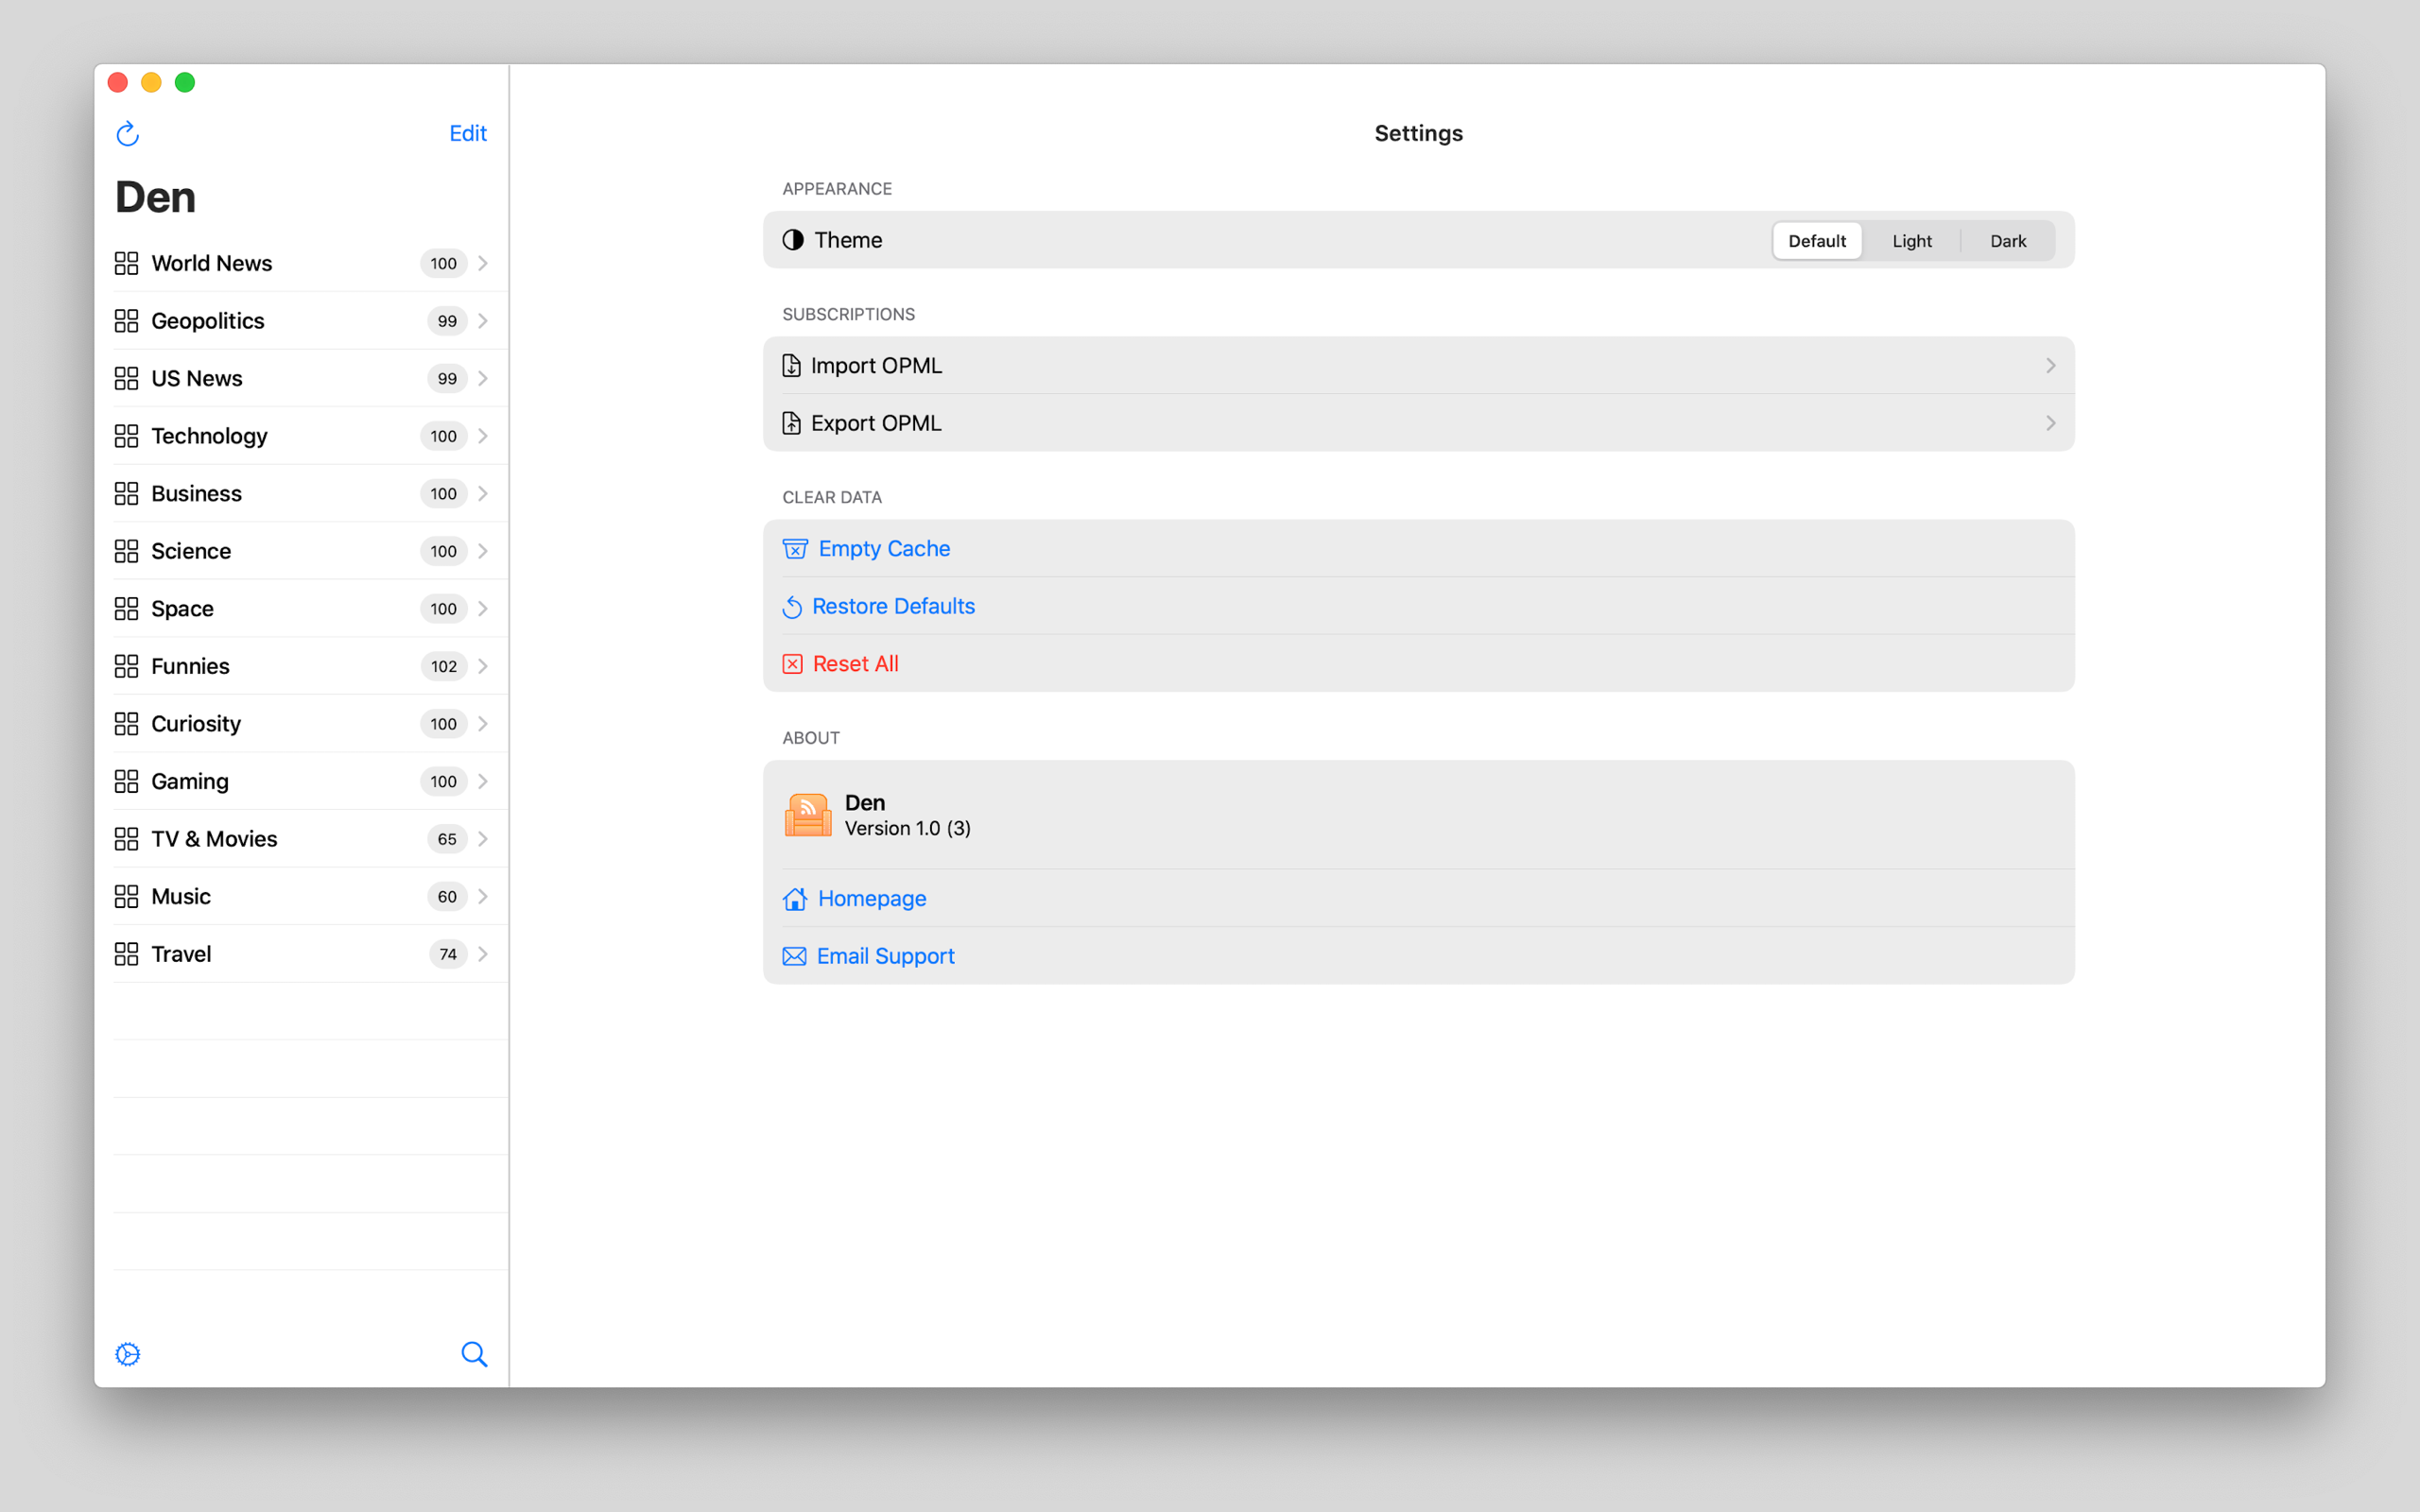 Edit
Den
World News 100
Geopolitics 99
US News 99
Technology 100
Business 100
Science 100
Space 100
Funnies 102
Curiosity 100
Gaming 100
TV & Movies 65
Music 60
Travel 74
Settings
APPEARANCE
Theme Default Light Dark
SUBSCRIPTIONS
Import OPML
Export OPML
CLEAR DATA
Empty Cache
Restore Defaults
Reset All
ABOUT
Den
Version 1.0 (3)
Homepage
Email Support